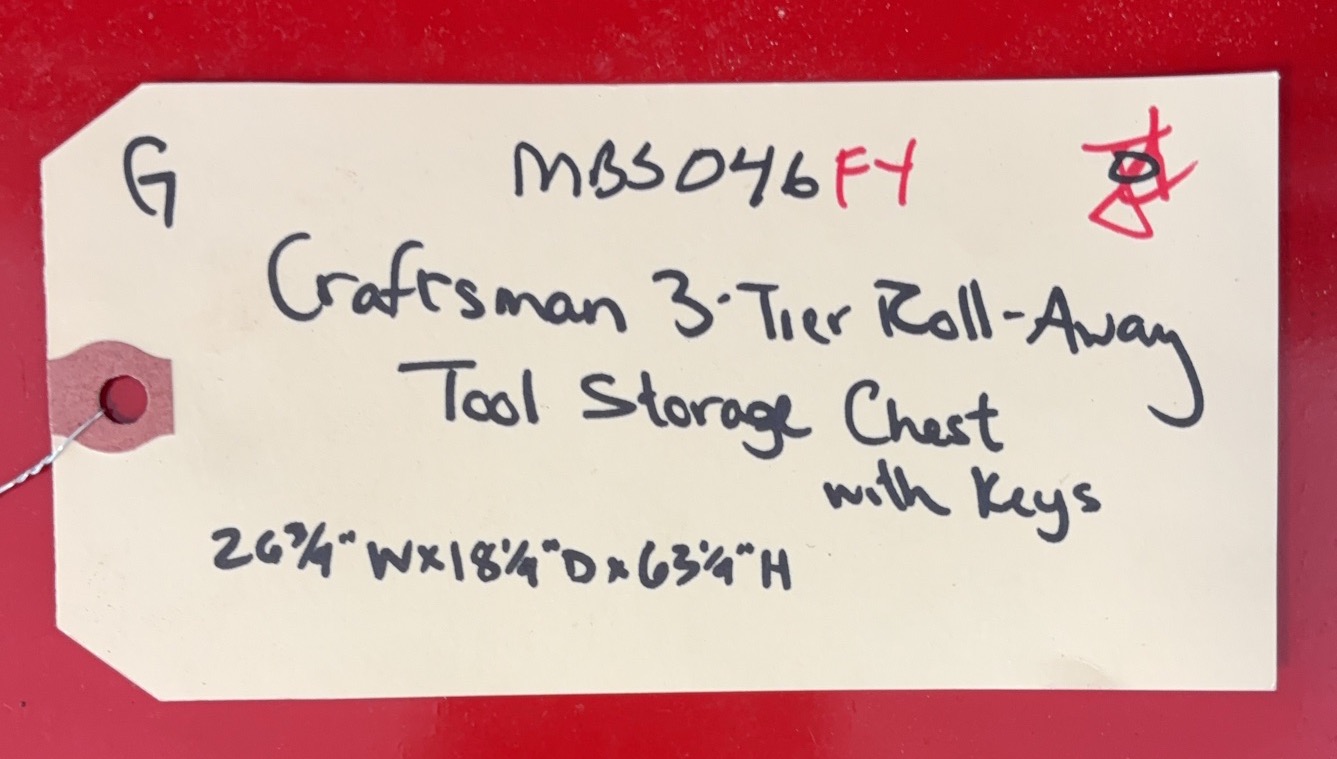 G MBS046FY
Craftsman 3-Tier Roll-Away
Tool Storage Chest
with Keys
26¾" W x 18¼" D x 63¼" H